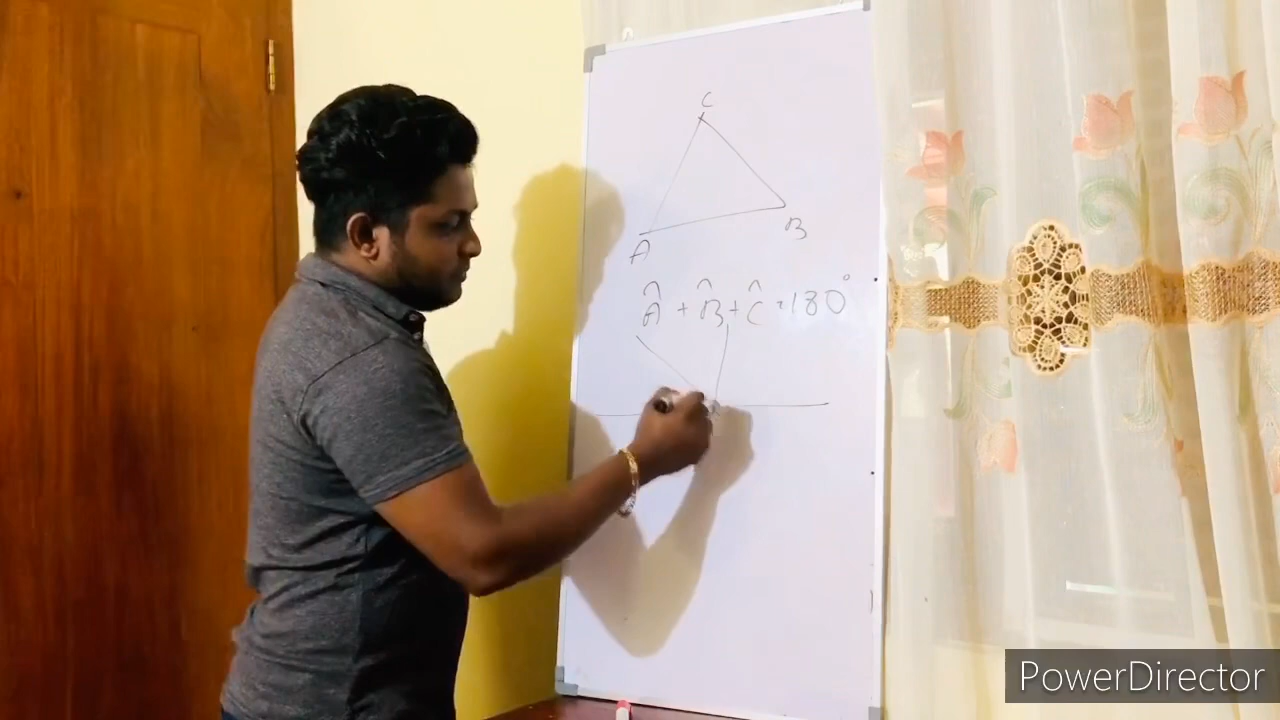 C
A
B
Â + B̂ + Ĉ = 180°
PowerDirector